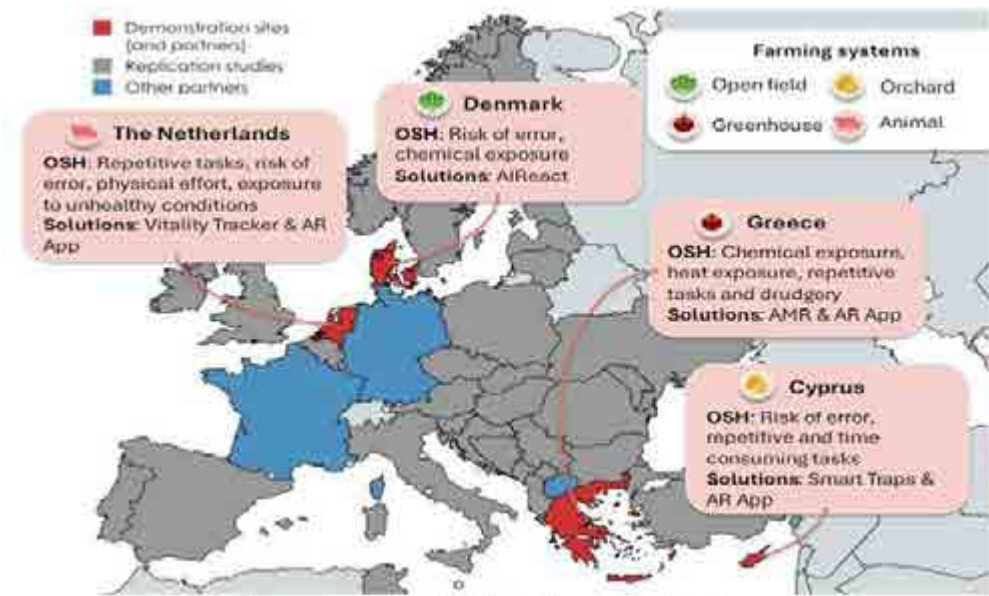 Demonstration sites
(and partners)
Replication studies
Other partners
Farming systems
Open field
Orchard
Greenhouse
Animal
Denmark
OSH: Risk of error,
chemical exposure
Solutions: AIReact
The Netherlands
OSH: Repetitive tasks, risk of
error, physical effort, exposure
to unhealthy conditions
Solutions: Vitality Tracker & AR
App
Greece
OSH: Chemical exposure,
heat exposure, repetitive
tasks and drudgery
Solutions: AMR & AR App
Cyprus
OSH: Risk of error,
repetitive and time
consuming tasks
Solutions: Smart Traps &
AR App